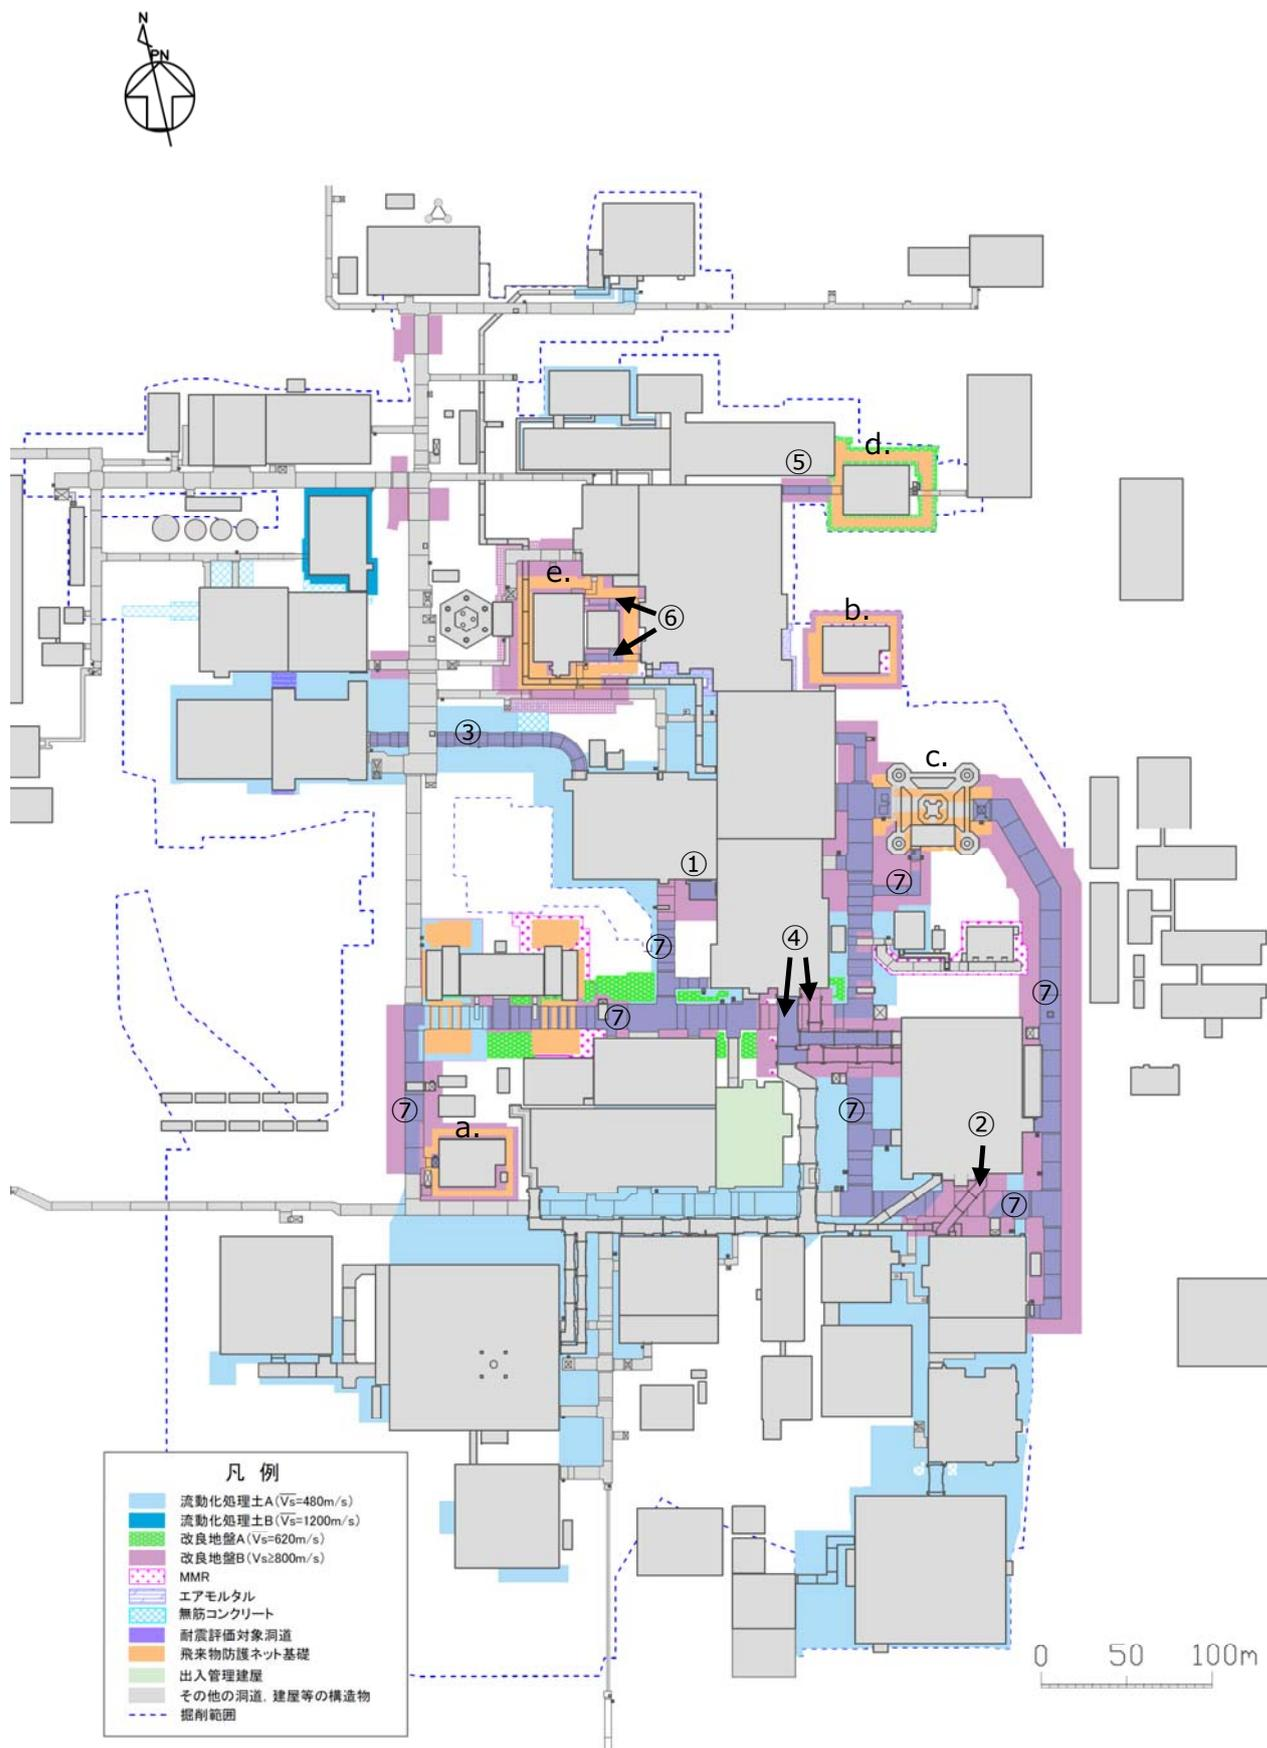 N
PN
d.
⑤
e.
⑥
b.
③
c.
①
⑦
⑦
④
⑦
⑦
⑦
⑦
②
a.
⑦
凡 例
流動化処理土A(Vs=480m/s)
流動化処理土B(Vs=1200m/s)
改良地盤A(Vs=620m/s)
改良地盤B(Vs≥800m/s)
MMR
エアモルタル
無筋コンクリート
耐震評価対象洞道
飛来物防護ネット基礎
出入管理建屋
その他の洞道，建屋等の構造物
掘削範囲
0 50 100m